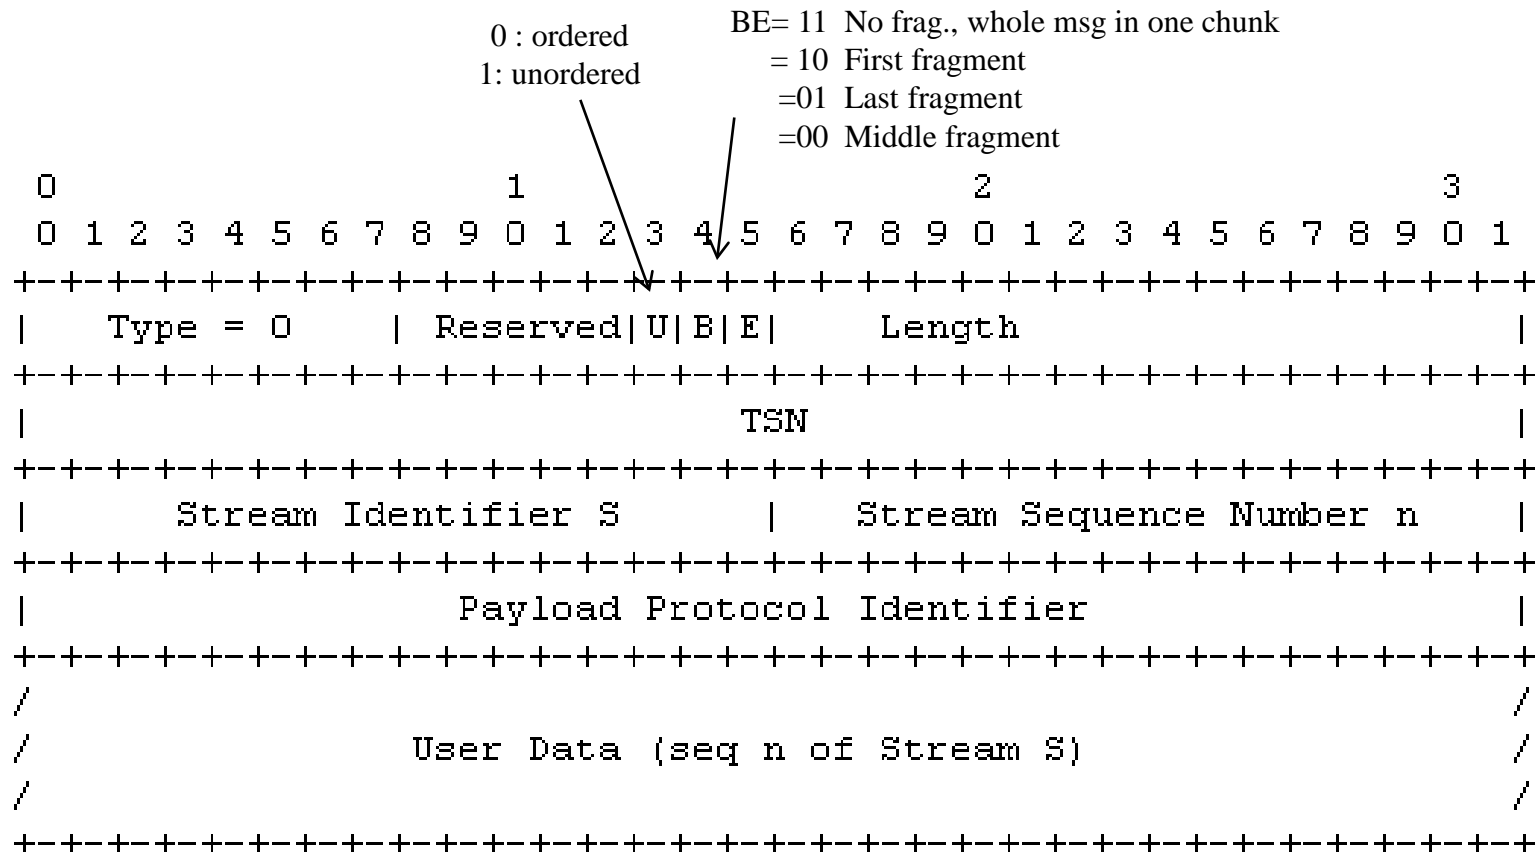 0 : ordered
1: unordered
BE= 11  No frag., whole msg in one chunk
= 10  First fragment
=01  Last fragment
=00  Middle fragment
 0                   1                   2                   3
 0 1 2 3 4 5 6 7 8 9 0 1 2 3 4 5 6 7 8 9 0 1 2 3 4 5 6 7 8 9 0 1
+-+-+-+-+-+-+-+-+-+-+-+-+-+-+-+-+-+-+-+-+-+-+-+-+-+-+-+-+-+-+-+-+
|   Type = 0    | Reserved|U|B|E|    Length                     |
+-+-+-+-+-+-+-+-+-+-+-+-+-+-+-+-+-+-+-+-+-+-+-+-+-+-+-+-+-+-+-+-+
|                              TSN                              |
+-+-+-+-+-+-+-+-+-+-+-+-+-+-+-+-+-+-+-+-+-+-+-+-+-+-+-+-+-+-+-+-+
|      Stream Identifier S      |   Stream Sequence Number n    |
+-+-+-+-+-+-+-+-+-+-+-+-+-+-+-+-+-+-+-+-+-+-+-+-+-+-+-+-+-+-+-+-+
|                  Payload Protocol Identifier                  |
+-+-+-+-+-+-+-+-+-+-+-+-+-+-+-+-+-+-+-+-+-+-+-+-+-+-+-+-+-+-+-+-+
/                                                               /
/                User Data (seq n of Stream S)                  /
/                                                               /
+-+-+-+-+-+-+-+-+-+-+-+-+-+-+-+-+-+-+-+-+-+-+-+-+-+-+-+-+-+-+-+-+